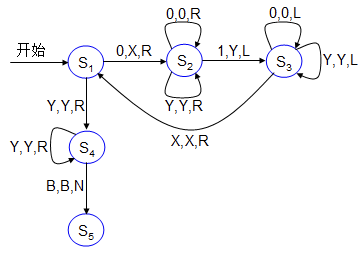 0,0,R
0,0,L
开始
S1
0,X,R
S2
1,Y,L
S3
Y,Y,L
Y,Y,R
Y,Y,R
X,X,R
Y,Y,R
S4
B,B,N
S5